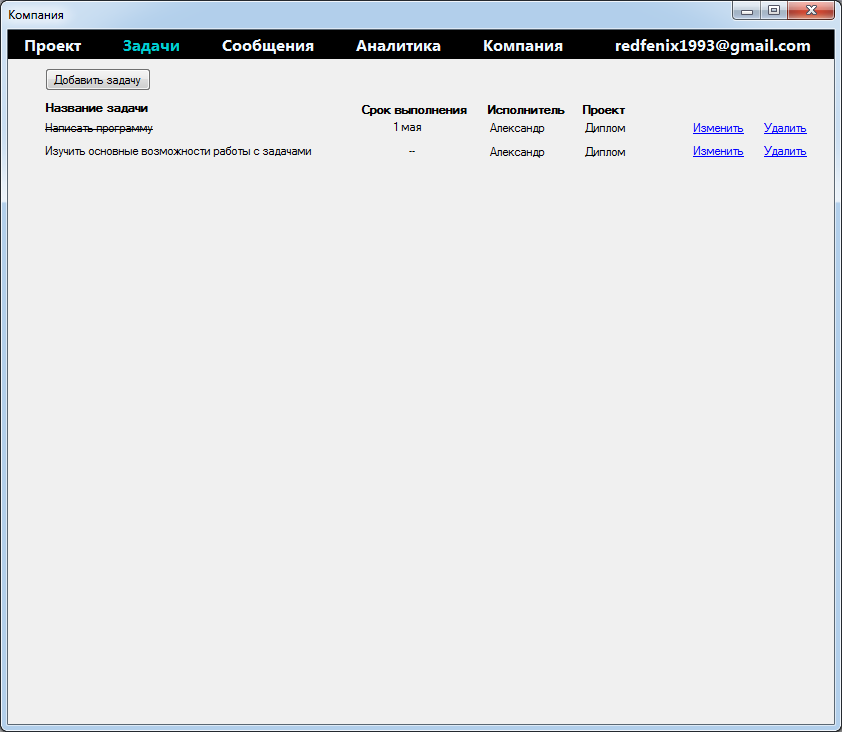 Компания
Проект Задачи Сообщения Аналитика Компания redfenix1993@gmail.com
Добавить задачу
Название задачи Срок выполнения Исполнитель Проект
Написать программу 1 мая Александр Диплом Изменить Удалить
Изучить основные возможности работы с задачами -- Александр Диплом Изменить Удалить